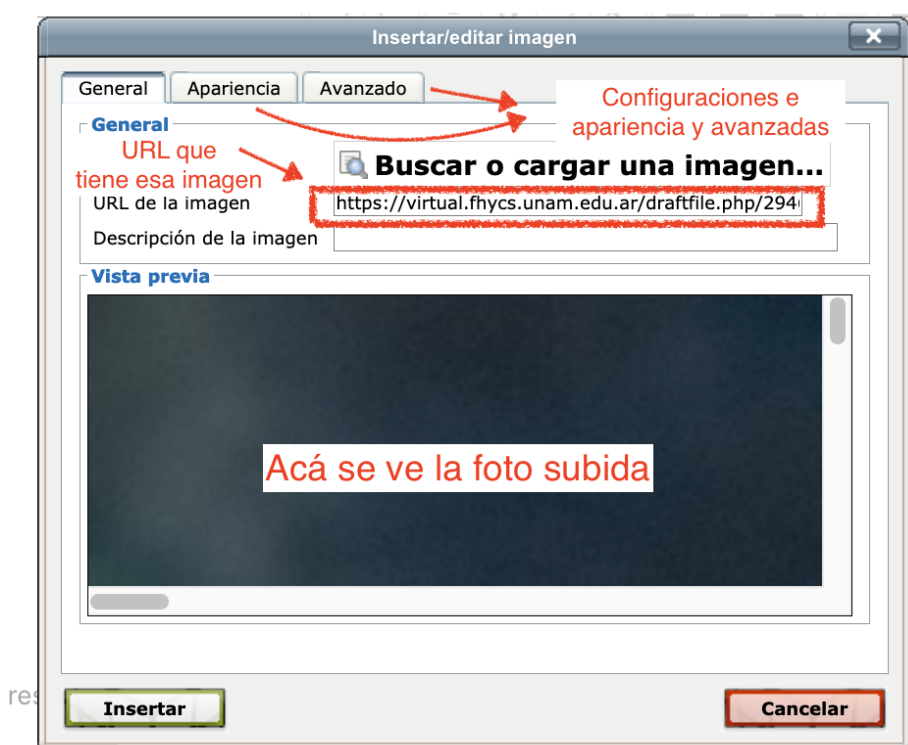 Insertar/editar imagen
General Apariencia Avanzado
Configuraciones e
apariencia y avanzadas
General
URL que
tiene esa imagen
Buscar o cargar una imagen...
URL de la imagen https://virtual.fhycs.unam.edu.ar/draftfile.php/294
Descripción de la imagen
Vista previa
Acá se ve la foto subida
res
Insertar Cancelar